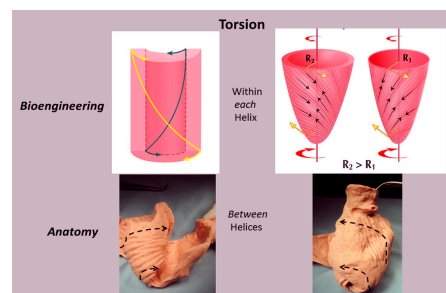 Torsion
Bioengineering
Within
each
Helix
R2
R1
R2 > R1
Anatomy
Between
Helices